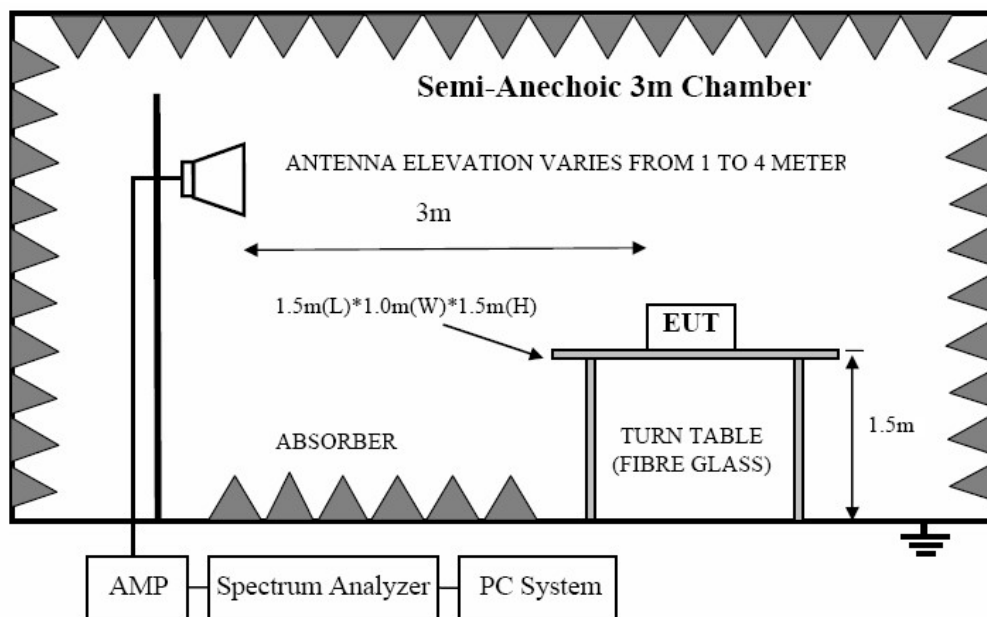 Semi-Anechoic 3m Chamber
ANTENNA ELEVATION VARIES FROM 1 TO 4 METER
3m
1.5m(L)*1.0m(W)*1.5m(H)
EUT
1.5m
ABSORBER
TURN TABLE
(FIBRE GLASS)
AMP
Spectrum Analyzer
PC System